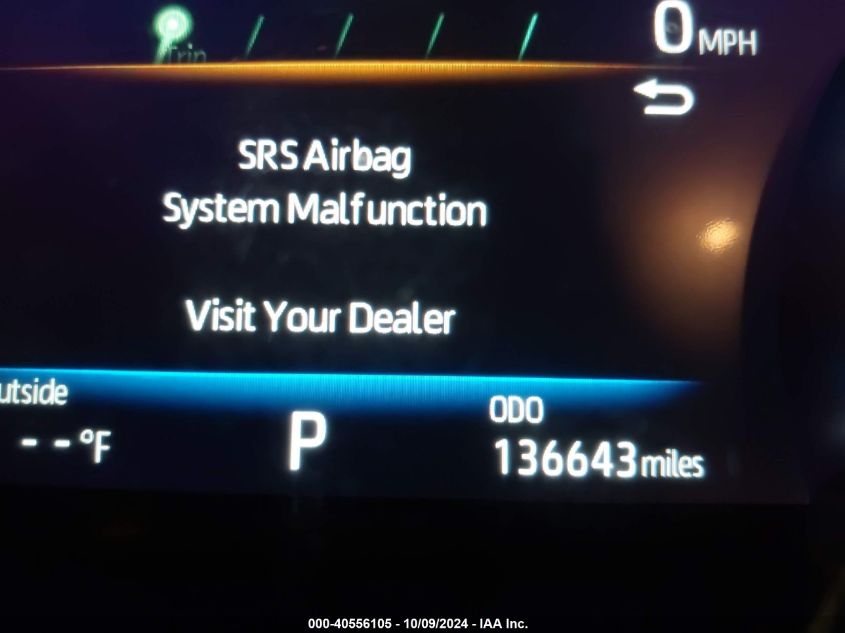 Trip
0 MPH
SRS Airbag
System Malfunction
Visit Your Dealer
utside
--°F
P
ODO
136643 miles
000-40556105 - 10/09/2024 - IAA Inc.